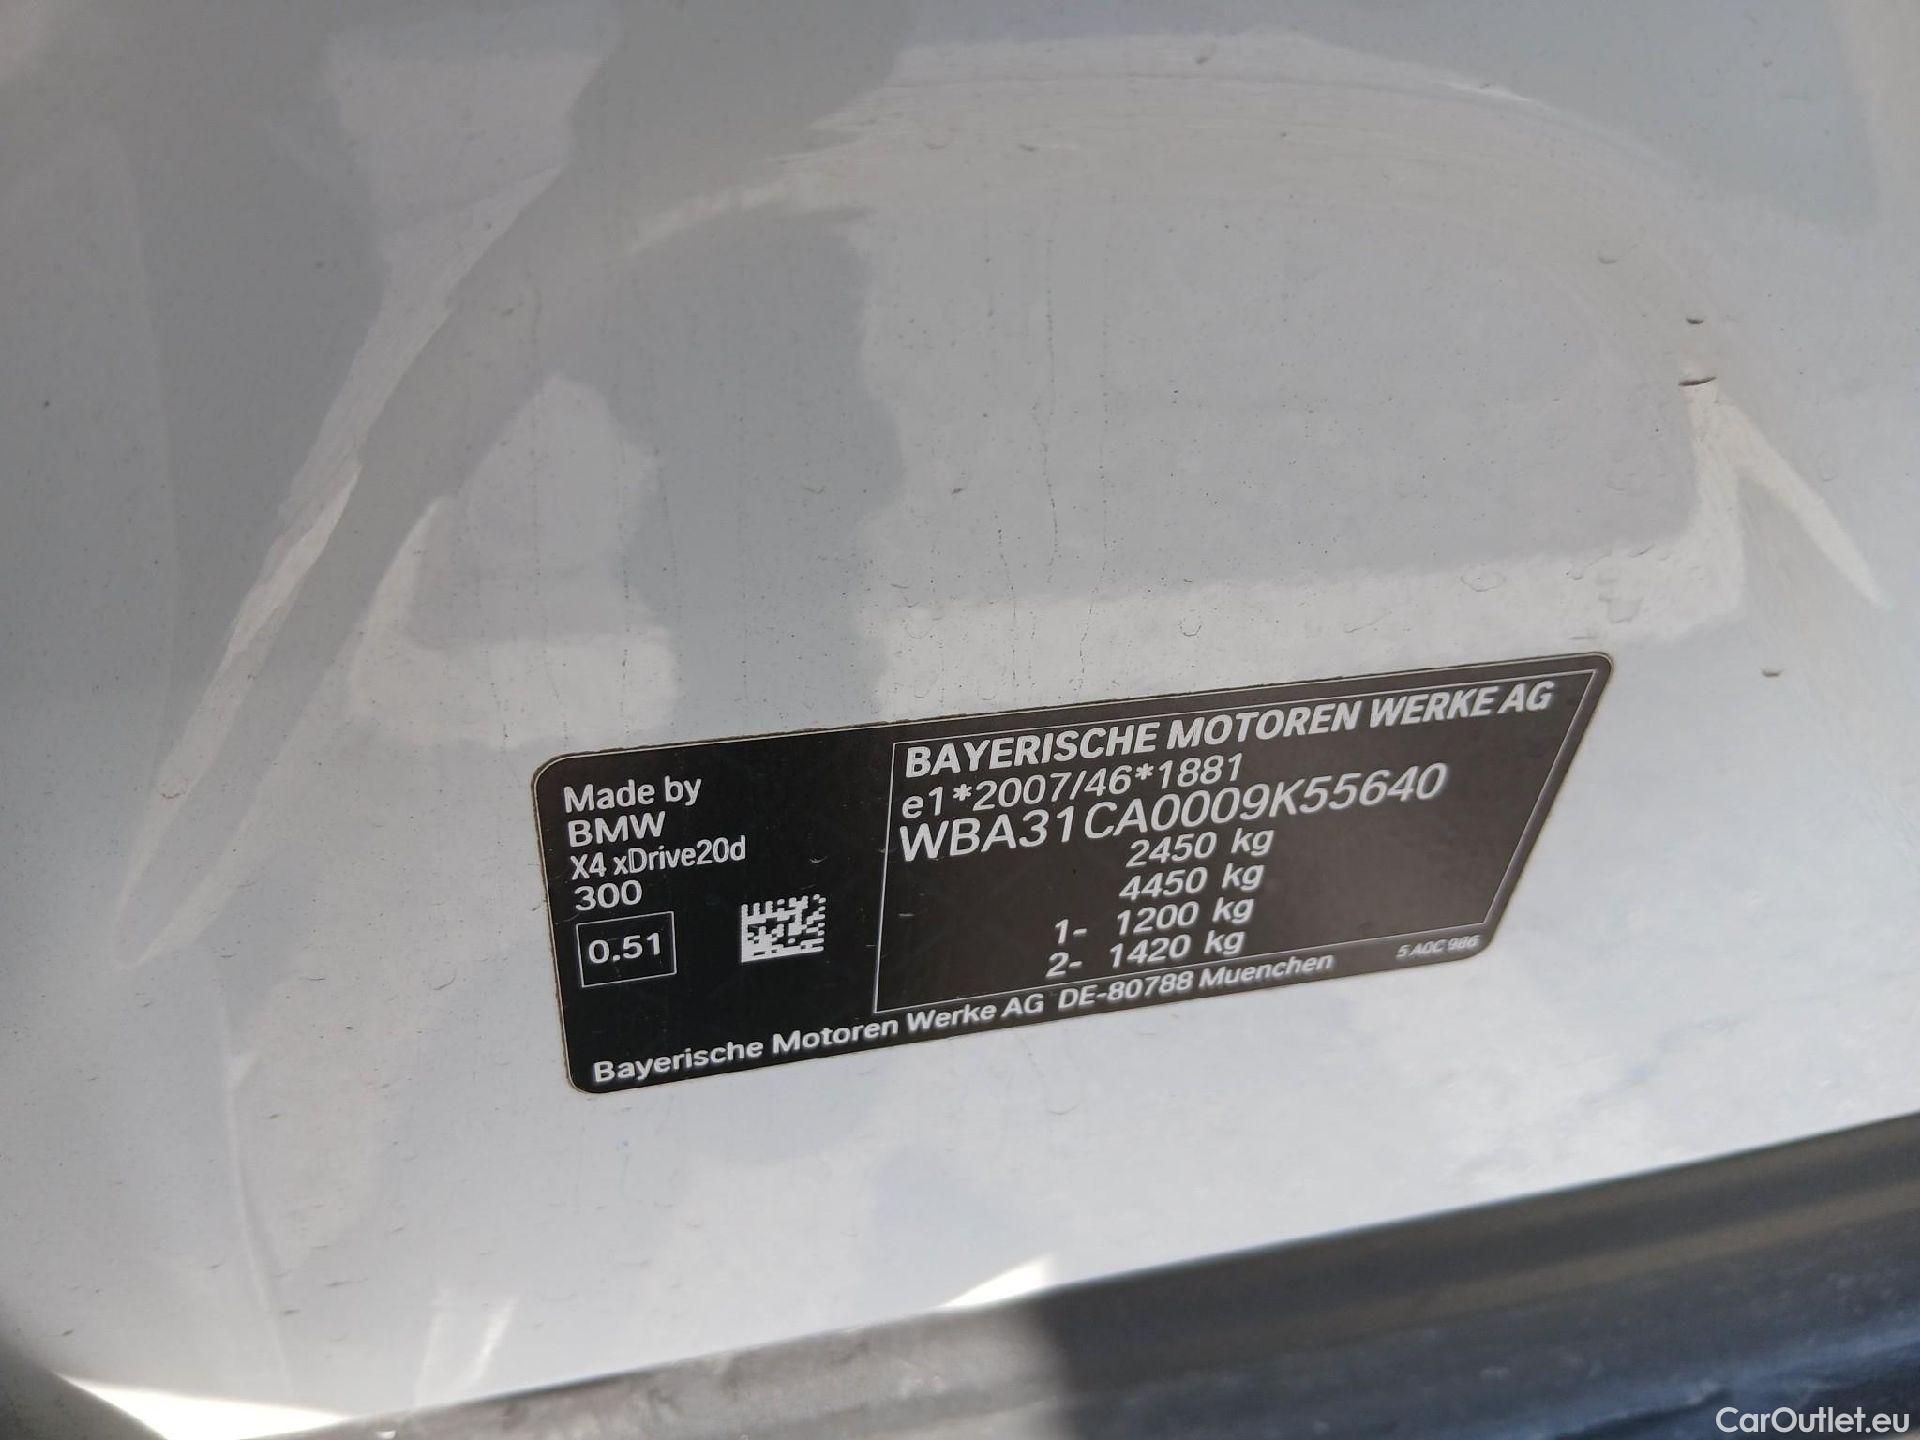 Made by
BMW
X4 xDrive20d
300
0.51
BAYERISCHE MOTOREN WERKE AG
e1*2007/46*1881
WBA31CA0009K55640
2450 kg
4450 kg
1- 1200 kg
2- 1420 kg
5 A0C 986
Bayerische Motoren Werke AG DE-80788 Muenchen
CarOutlet.eu